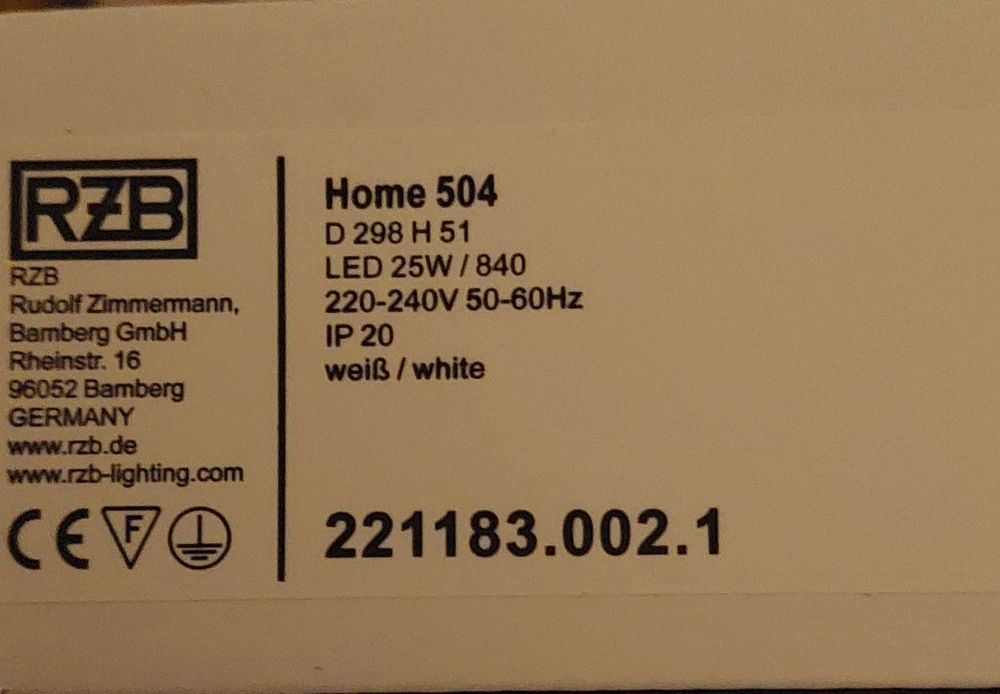 RZB
RZB
Rudolf Zimmermann,
Bamberg GmbH
Rheinstr. 16
96052 Bamberg
GERMANY
www.rzb.de
www.rzb-lighting.com
CE F
Home 504
D 298 H 51
LED 25W / 840
220-240V 50-60Hz
IP 20
weiß / white
221183.002.1